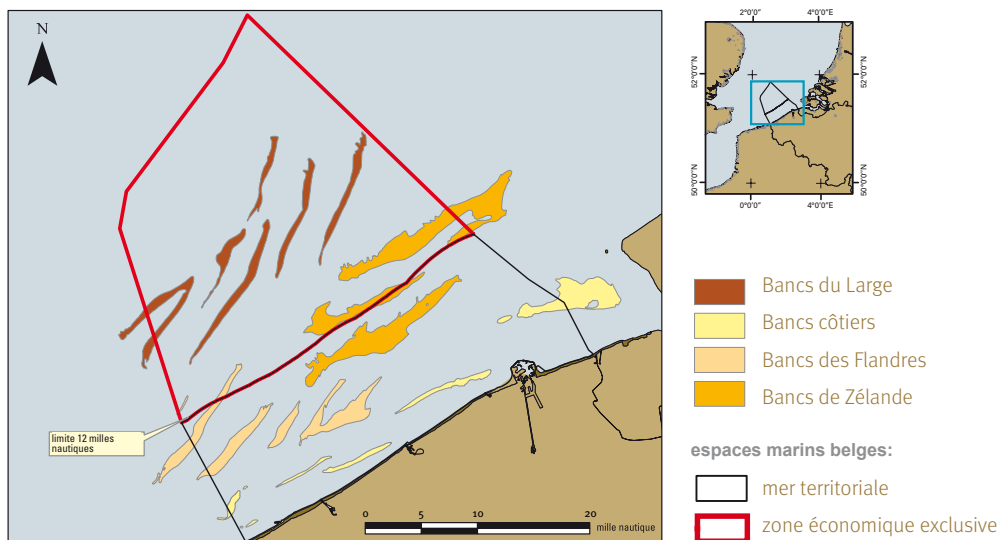 N
limite 12 milles
nautiques
0 5 10 20
mille nautique
2°0'0"E 4°0'0"E
52°0'0"N 52°0'0"N
50°0'0"N 50°0'0"N
0°0'0" 4°0'0"E
Bancs du Large
Bancs côtiers
Bancs des Flandres
Bancs de Zélande
espaces marins belges:
mer territoriale
zone économique exclusive